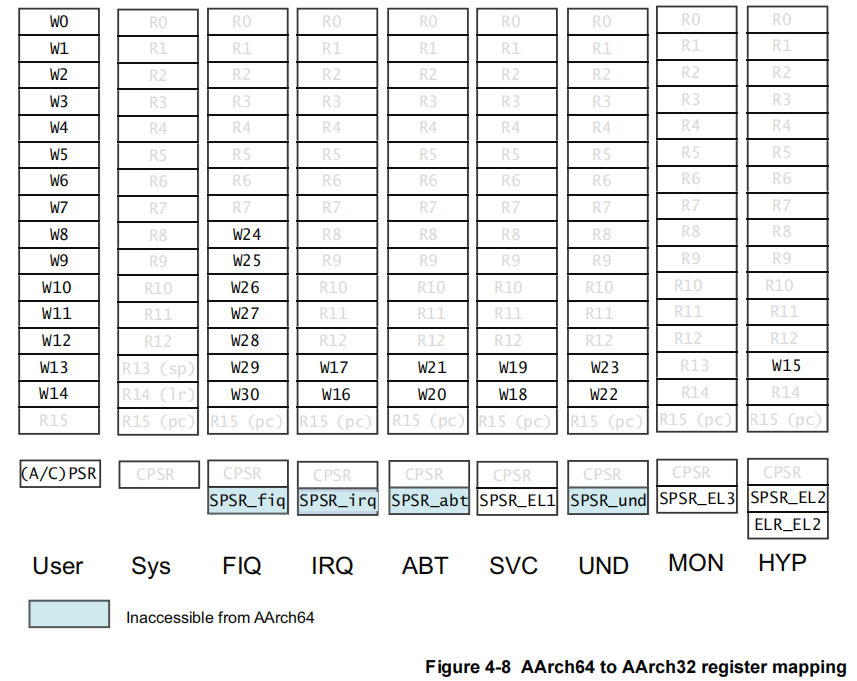 W0 R0 R0 R0 R0 R0 R0 R0 R0
W1 R1 R1 R1 R1 R1 R1 R1 R1
W2 R2 R2 R2 R2 R2 R2 R2 R2
W3 R3 R3 R3 R3 R3 R3 R3 R3
W4 R4 R4 R4 R4 R4 R4 R4 R4
W5 R5 R5 R5 R5 R5 R5 R5 R5
W6 R6 R6 R6 R6 R6 R6 R6 R6
W7 R7 R7 R7 R7 R7 R7 R7 R7
W8 R8 W24 R8 R8 R8 R8 R8 R8
W9 R9 W25 R9 R9 R9 R9 R9 R9
W10 R10 W26 R10 R10 R10 R10 R10 R10
W11 R11 W27 R11 R11 R11 R11 R11 R11
W12 R12 W28 R12 R12 R12 R12 R12 R12
W13 R13 (sp) W29 W17 W21 W19 W23 R13 W15
W14 R14 (lr) W30 W16 W20 W18 W22 R14 R14
R15 R15 (pc) R15 (pc) R15 (pc) R15 (pc) R15 (pc) R15 (pc) R15 (pc) R15 (pc)
(A/C)PSR CPSR CPSR CPSR CPSR CPSR CPSR CPSR CPSR
SPSR_fiq SPSR_irq SPSR_abt SPSR_EL1 SPSR_und SPSR_EL3 SPSR_EL2
ELR_EL2
User Sys FIQ IRQ ABT SVC UND MON HYP
Inaccessible from AArch64
Figure 4-8 AArch64 to AArch32 register mapping